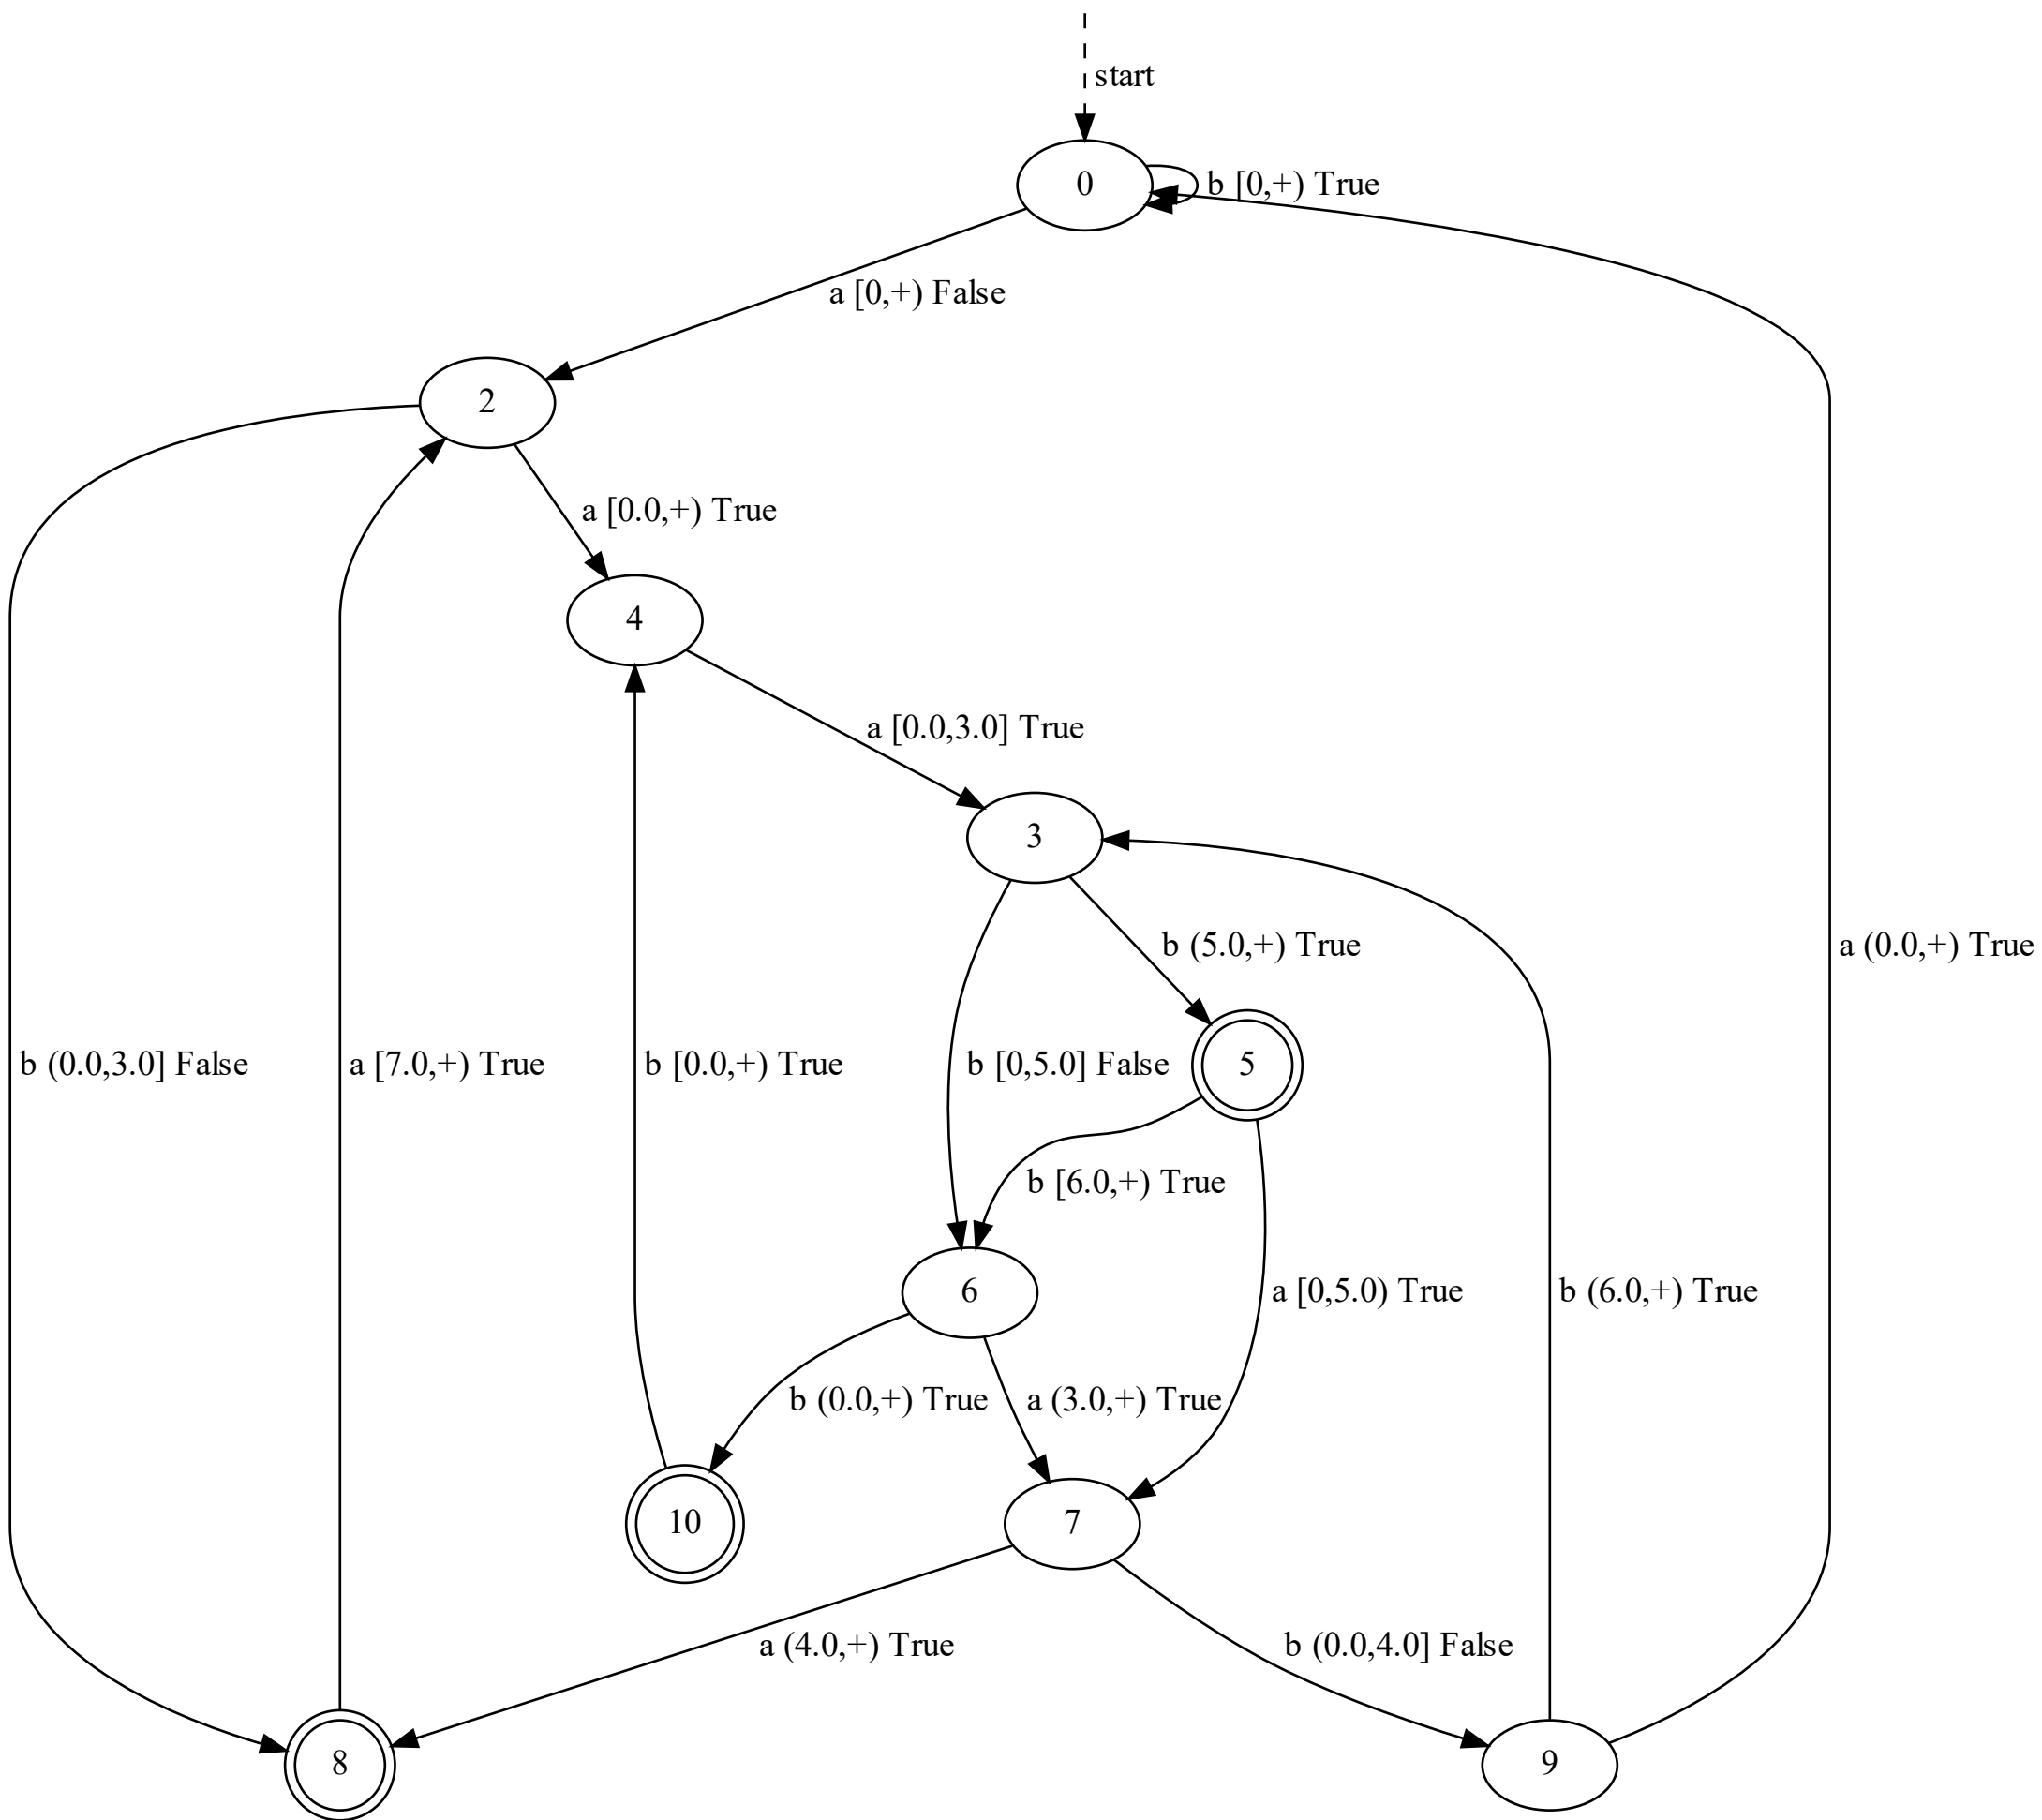 start
0
b [0,+) True
a [0,+) False
2
a [0.0,+) True
4
a [0.0,3.0] True
3
b (5.0,+) True
a (0.0,+) True
b (0.0,3.0] False
a [7.0,+) True
b [0.0,+) True
b [0,5.0] False
5
b [6.0,+) True
6
a [0,5.0) True
b (6.0,+) True
b (0.0,+) True
a (3.0,+) True
10
7
a (4.0,+) True
b (0.0,4.0] False
8
9